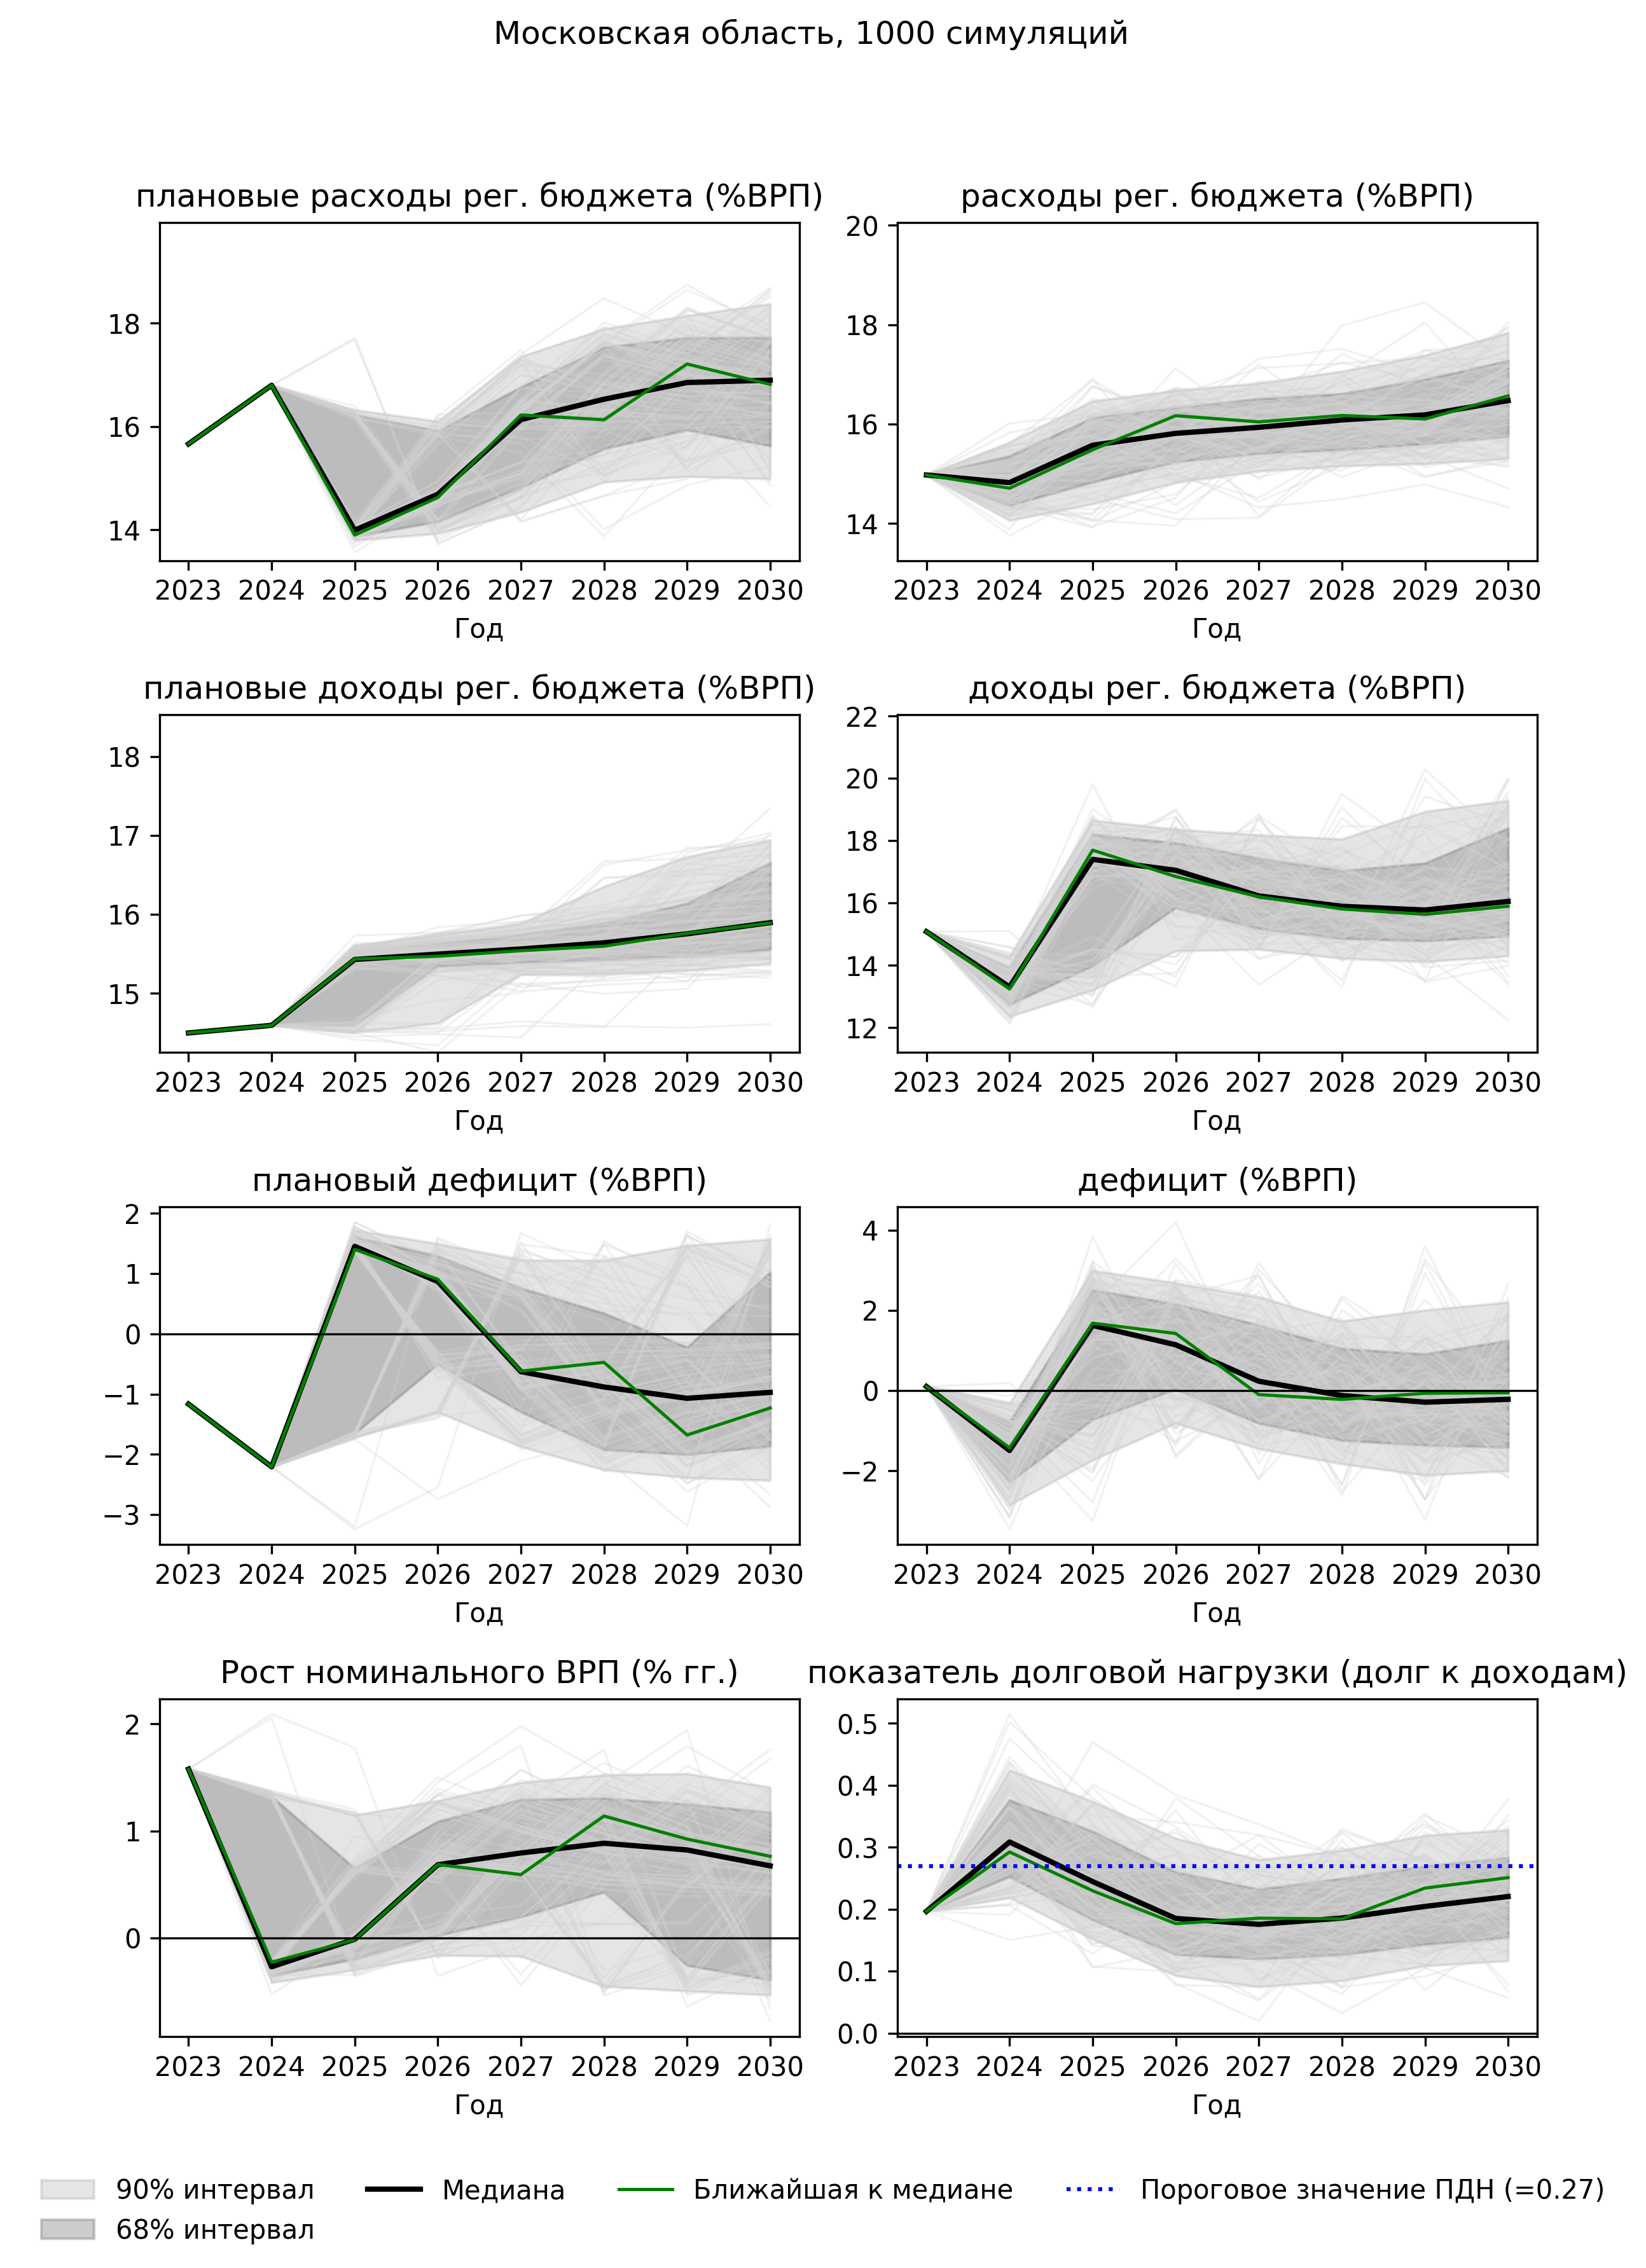 Московская область, 1000 симуляций
плановые расходы рег. бюджета (%ВРП)
18
16
14
2023 2024 2025 2026 2027 2028 2029 2030
Год
расходы рег. бюджета (%ВРП)
20
18
16
14
2023 2024 2025 2026 2027 2028 2029 2030
Год
плановые доходы рег. бюджета (%ВРП)
18
17
16
15
2023 2024 2025 2026 2027 2028 2029 2030
Год
доходы рег. бюджета (%ВРП)
22
20
18
16
14
12
2023 2024 2025 2026 2027 2028 2029 2030
Год
плановый дефицит (%ВРП)
2
1
0
−1
−2
−3
2023 2024 2025 2026 2027 2028 2029 2030
Год
дефицит (%ВРП)
4
2
0
−2
2023 2024 2025 2026 2027 2028 2029 2030
Год
Рост номинального ВРП (% гг.)
2
1
0
2023 2024 2025 2026 2027 2028 2029 2030
Год
показатель долговой нагрузки (долг к доходам)
0.5
0.4
0.3
0.2
0.1
0.0
2023 2024 2025 2026 2027 2028 2029 2030
Год
90% интервал
68% интервал
Медиана
Ближайшая к медиане
Пороговое значение ПДН (=0.27)